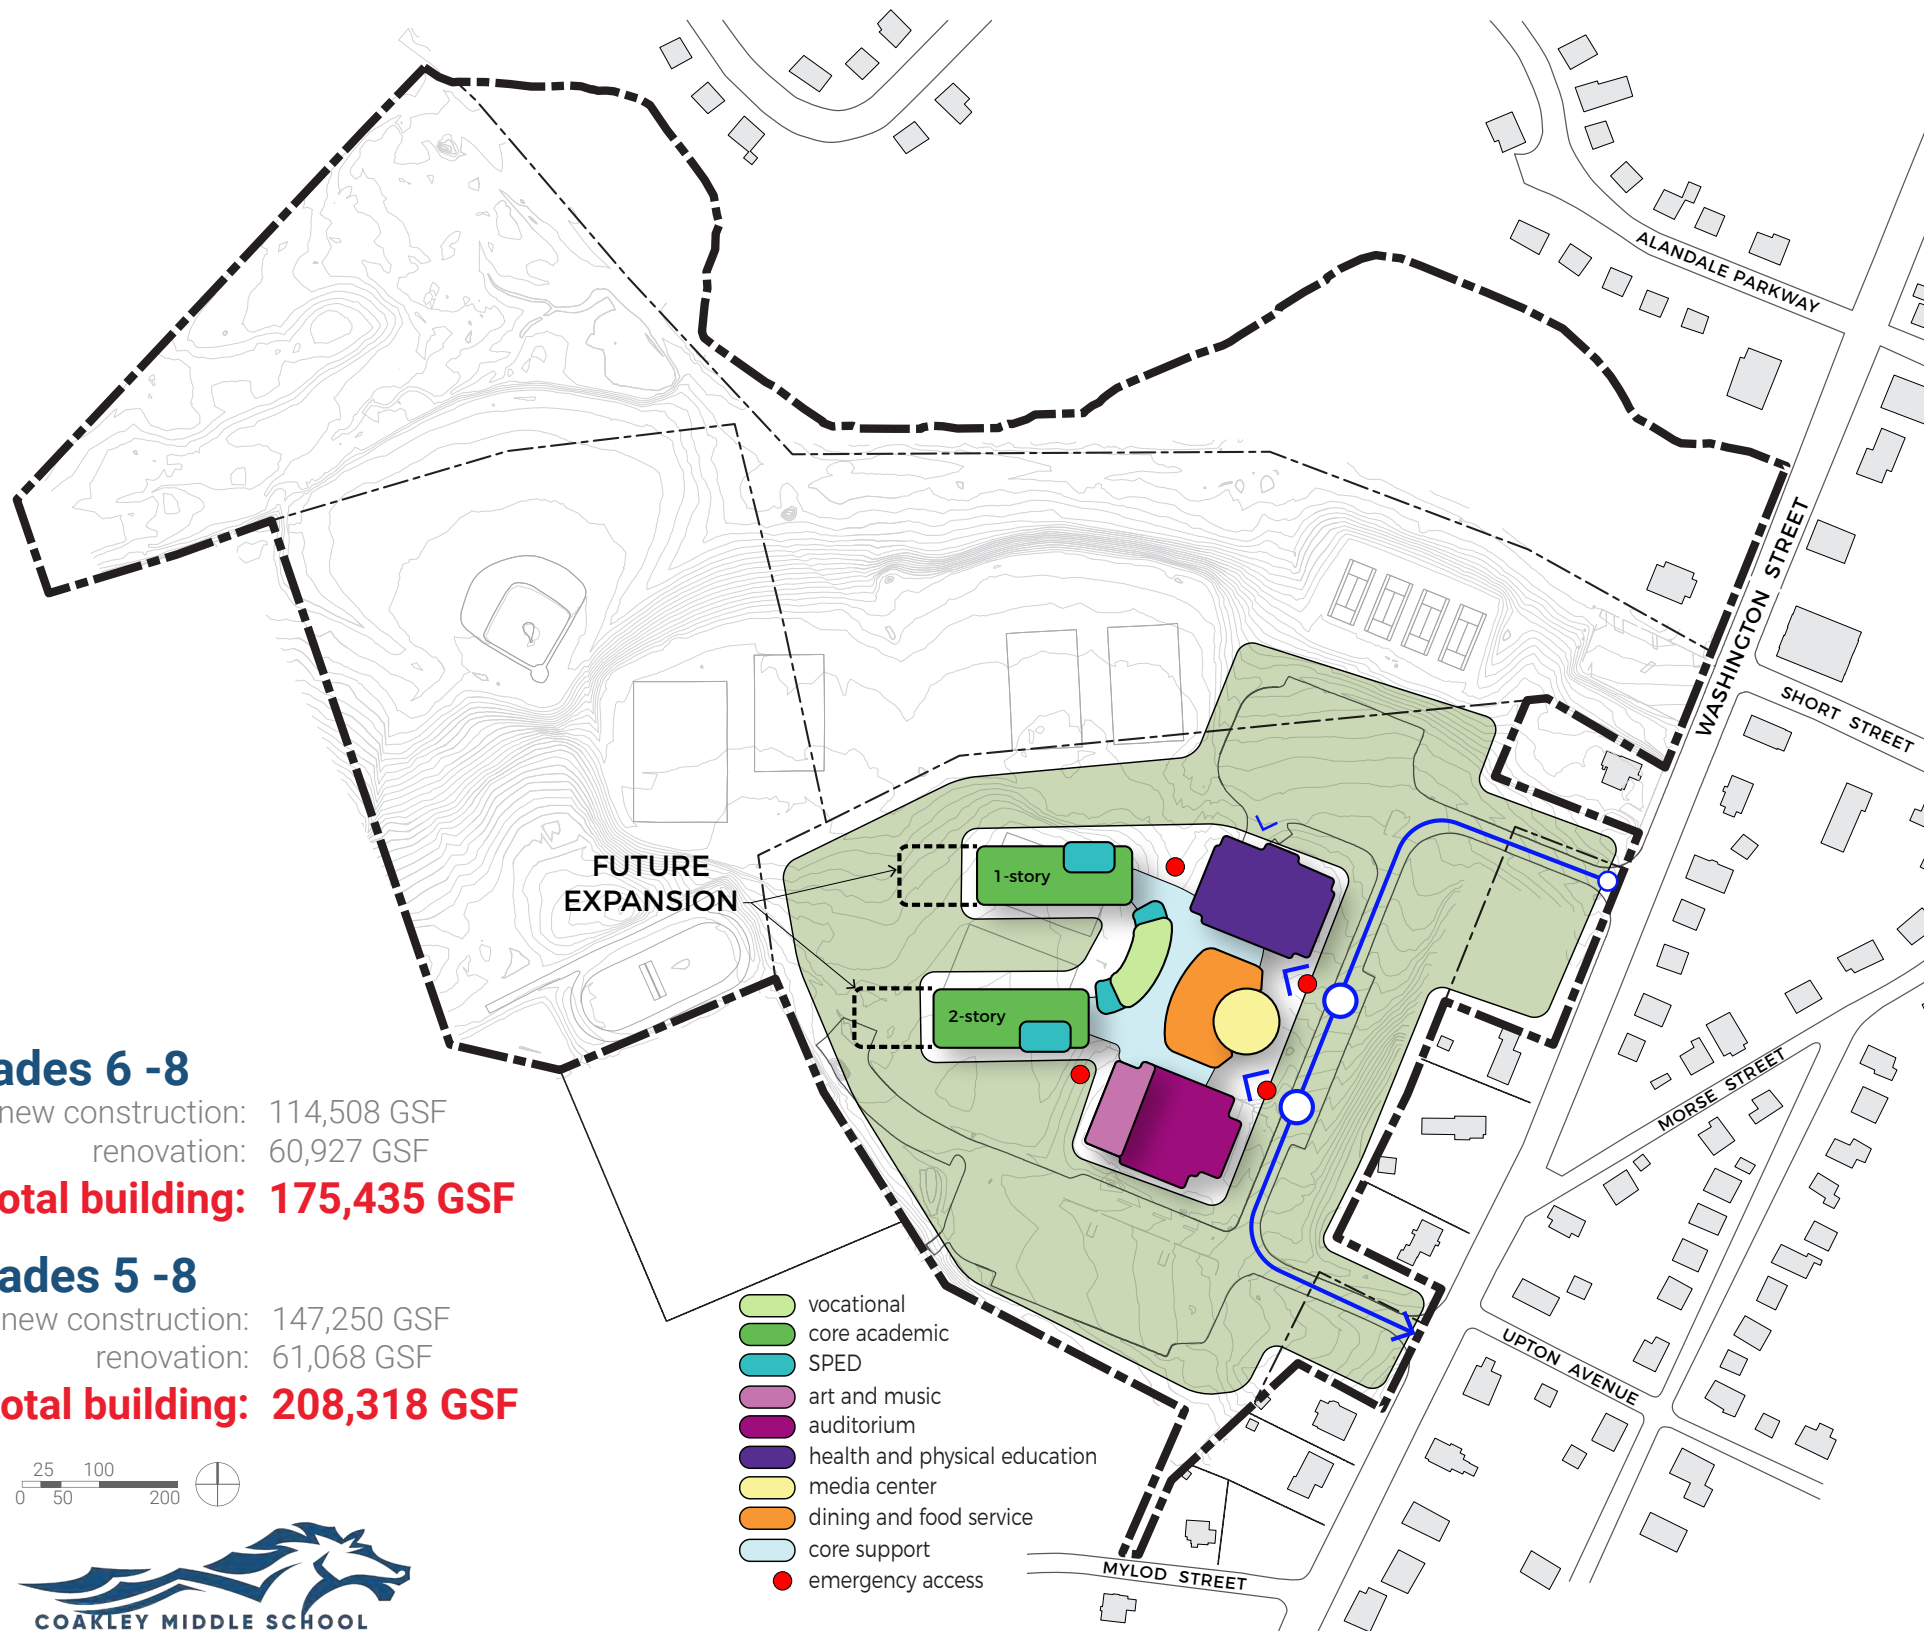 ALANDALE PARKWAY
WASHINGTON STREET
SHORT STREET
FUTURE
EXPANSION
1-story
2-story
MORSE STREET
UPTON AVENUE
MYLOD STREET
ades 6 -8
new construction: 114,508 GSF
renovation: 60,927 GSF
otal building: 175,435 GSF
ades 5 -8
new construction: 147,250 GSF
renovation: 61,068 GSF
otal building: 208,318 GSF
25 100
0 50 200
COAKLEY MIDDLE SCHOOL
vocational
core academic
SPED
art and music
auditorium
health and physical education
media center
dining and food service
core support
emergency access